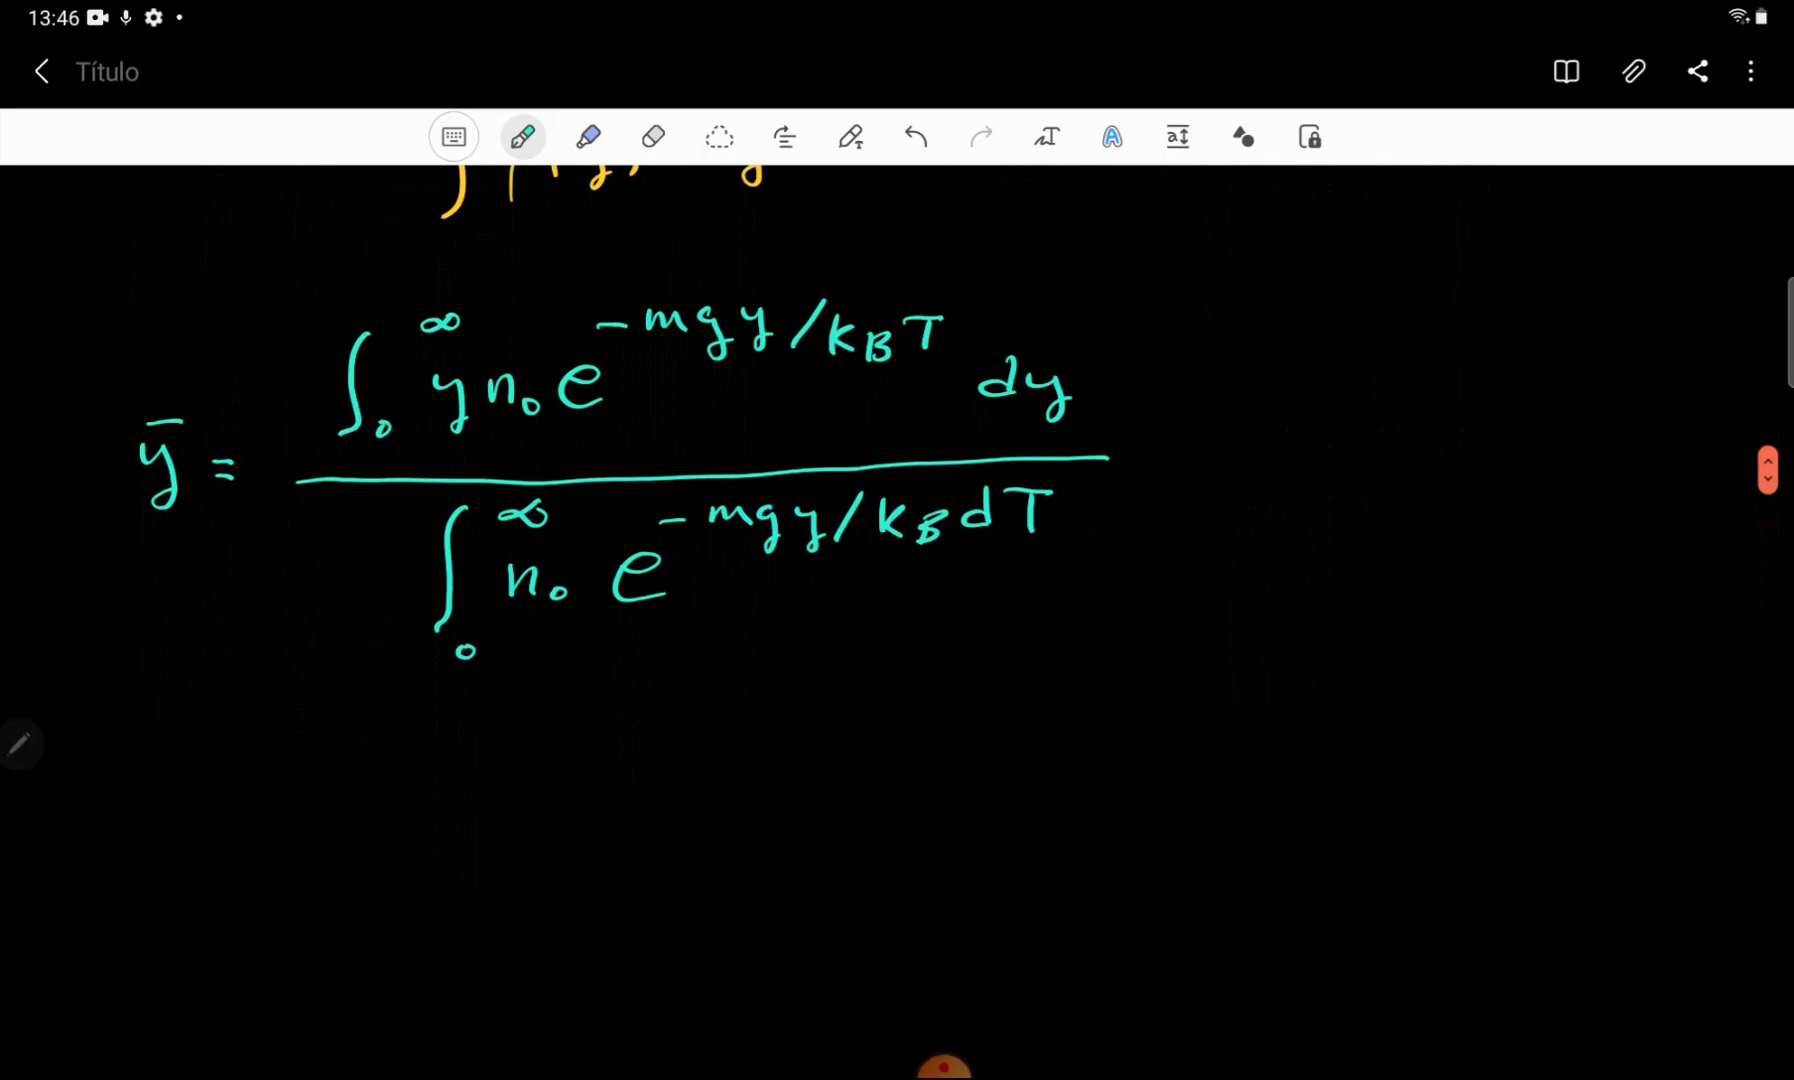 13:46
Título
∞ - mgy/k_B T
∫₀ y n₀ e dy
ȳ =
∞ - mgy/k_B dT
∫ n₀ e
0